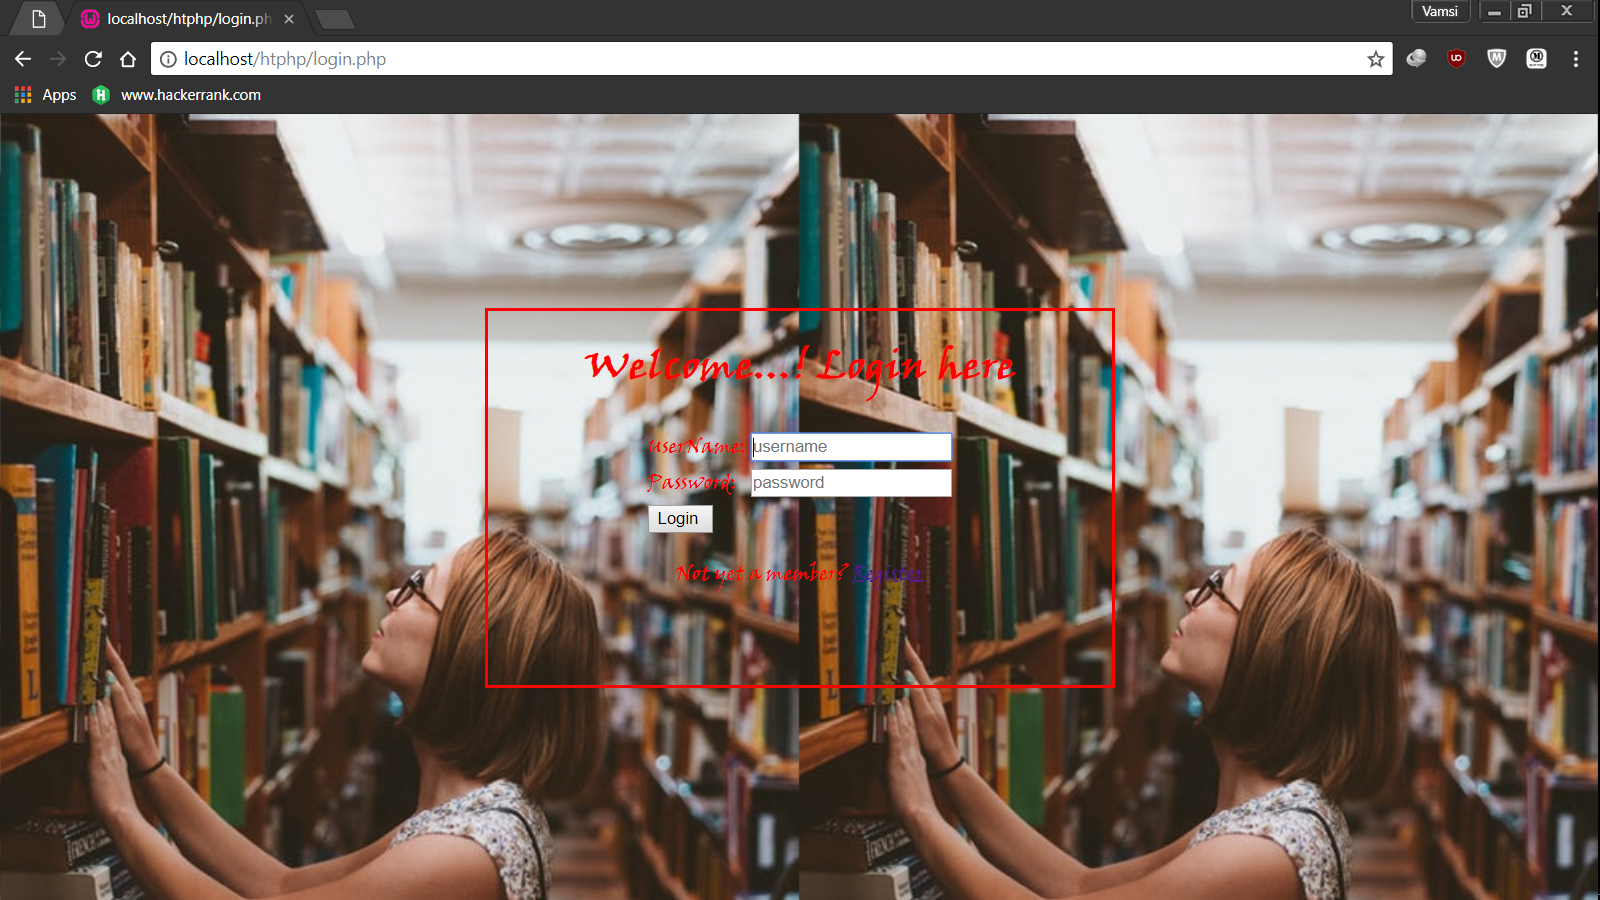 localhost/htphp/login.ph
Vamsi
localhost/htphp/login.php
Apps
www.hackerrank.com
Welcome...! Login here
UserName: username
Password: password
Login
Not yet a member? Register